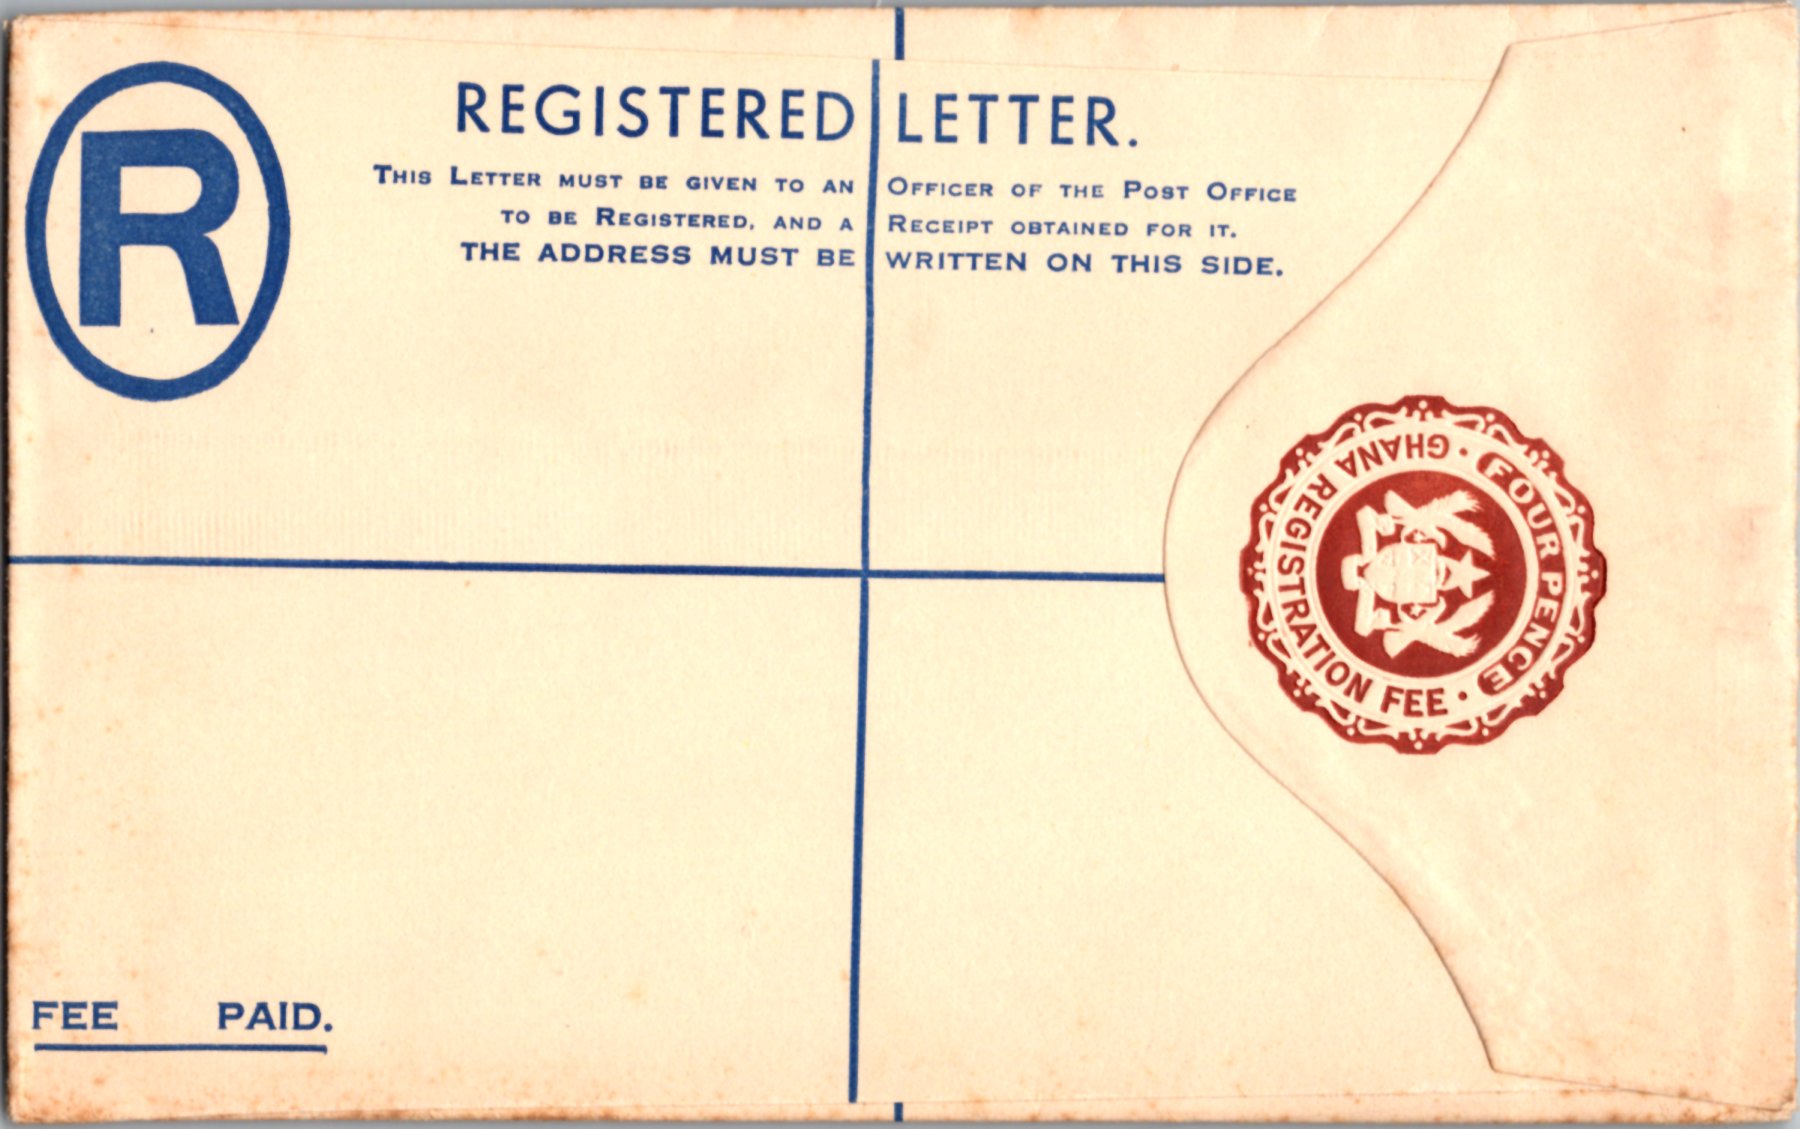 R
REGISTERED LETTER.
THIS LETTER MUST BE GIVEN TO AN OFFICER OF THE POST OFFICE
TO BE REGISTERED, AND A RECEIPT OBTAINED FOR IT.
THE ADDRESS MUST BE WRITTEN ON THIS SIDE.
GHANA REGISTRATION FEE · FOUR PENCE ·
FEE PAID.